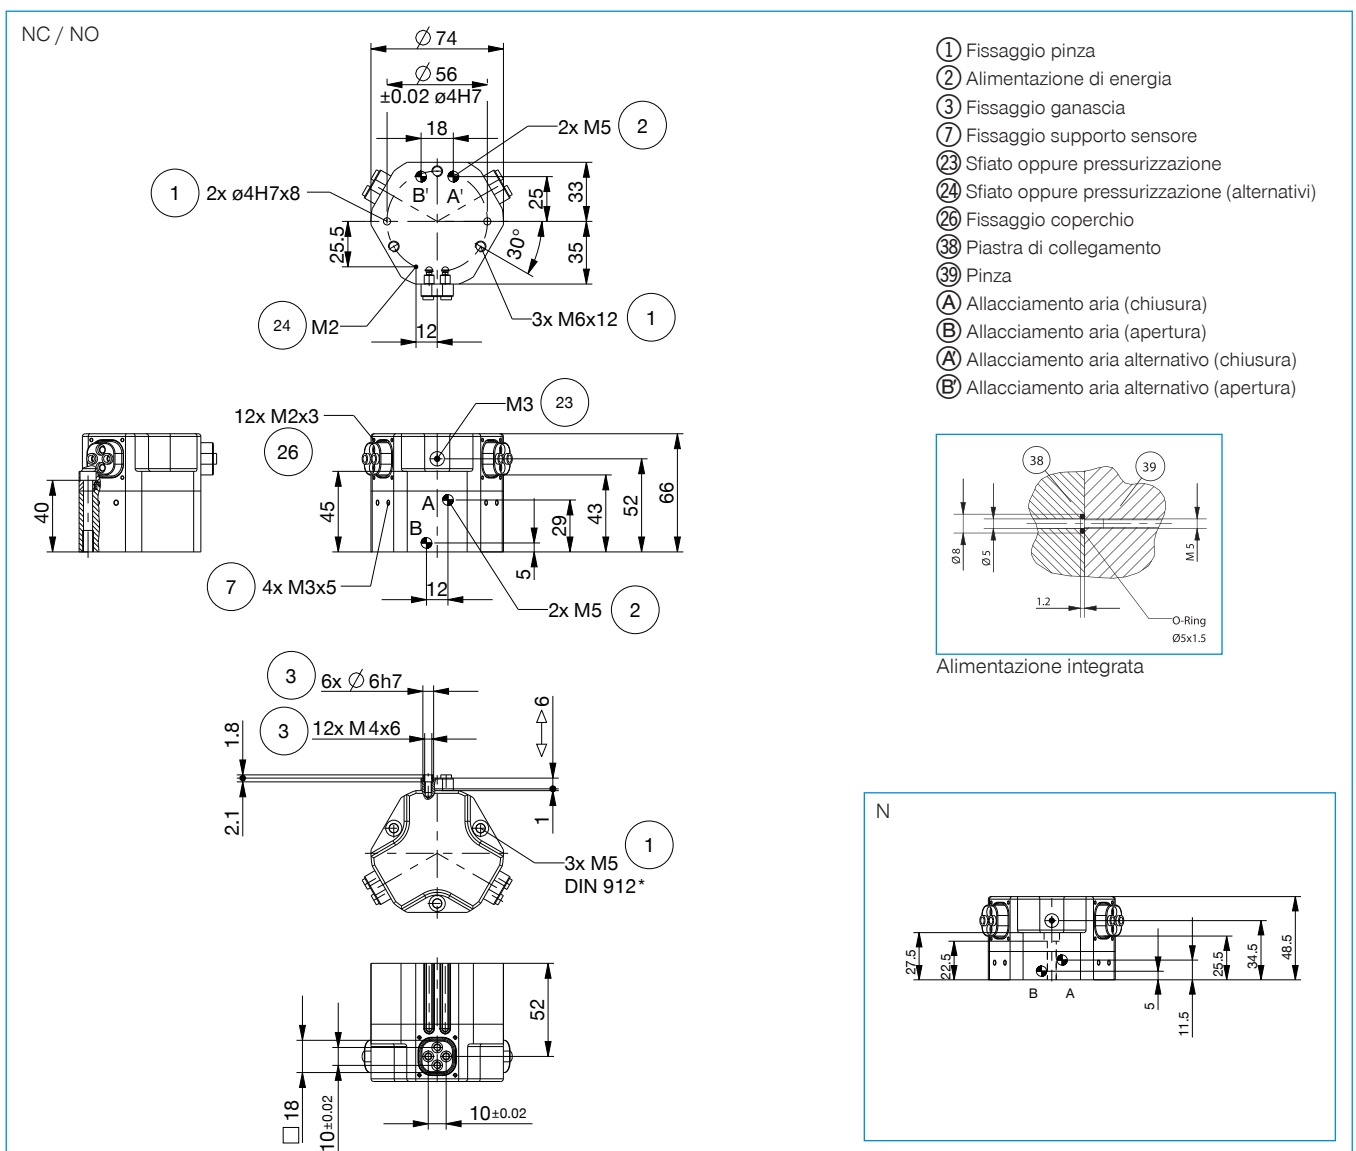 NC / NO
⌀ 74
⌀ 56
±0.02 ø4H7
18
2x M5 2
B' A'
1 2x ø4H7x8
25
33
25.5
30°
35
24 M2
12
3x M6x12 1
1 Fissaggio pinza
2 Alimentazione di energia
3 Fissaggio ganascia
7 Fissaggio supporto sensore
23 Sfiato oppure pressurizzazione
24 Sfiato oppure pressurizzazione (alternativi)
26 Fissaggio coperchio
38 Piastra di collegamento
39 Pinza
A Allacciamento aria (chiusura)
B Allacciamento aria (apertura)
A' Allacciamento aria alternativo (chiusura)
B' Allacciamento aria alternativo (apertura)
12x M2x3
26
M3 23
40
45
A
B
29
43
52
66
5
7 4x M3x5
12
2x M5 2
38
39
Ø 8
Ø 5
M 5
1.2
O-Ring
Ø5x1.5
Alimentazione integrata
3 6x ⌀ 6h7
3 12x M 4x6
1.8
2.1
6
1
1
3x M5
DIN 912*
52
□ 18
10±0.02
10±0.02
N
27.5
22.5
B A
5
11.5
25.5
34.5
48.5